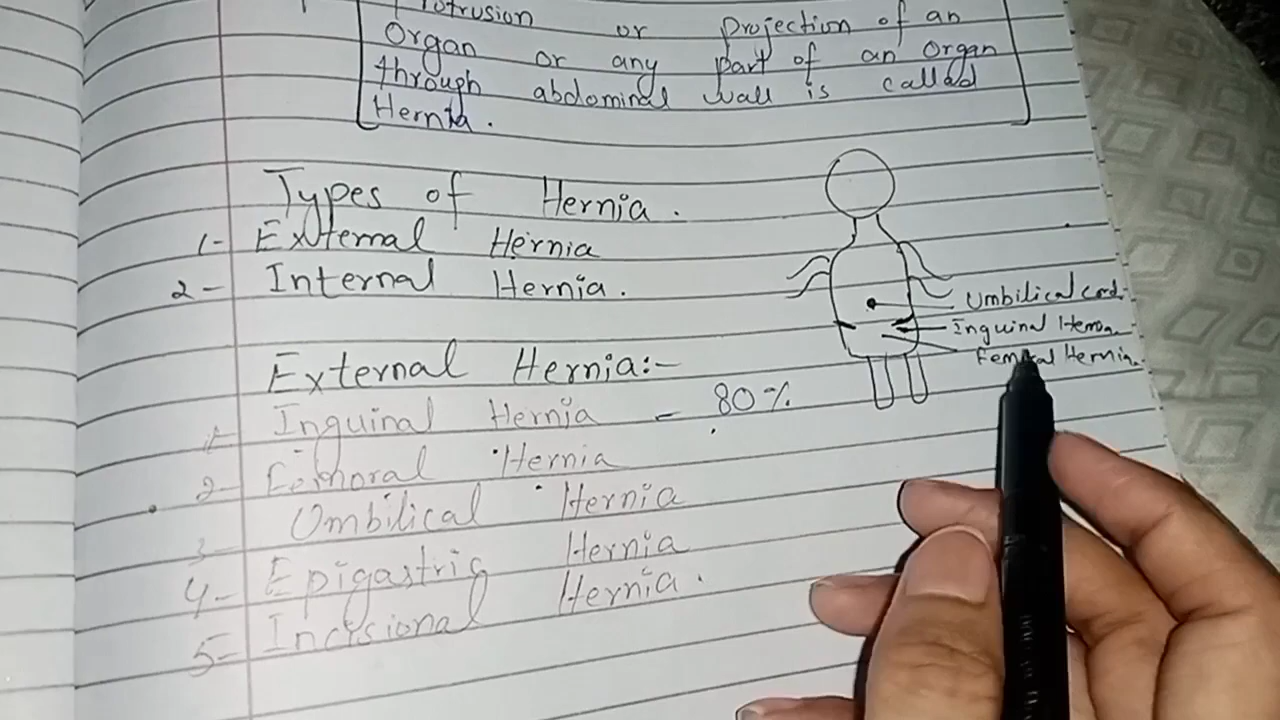 Protrusion or projection of an
Organ or any part of an Organ
through abdominal wall is called
Hernia.
Types of Hernia.
1- External Hernia
2- Internal Hernia.
Umbilical cord.
Inguinal Hernia
Femoral Hernia.
External Hernia:-
1- Inguinal Hernia - 80%
2- Femoral Hernia
3- Umbilical Hernia
4- Epigastric Hernia
5- Incisional Hernia.